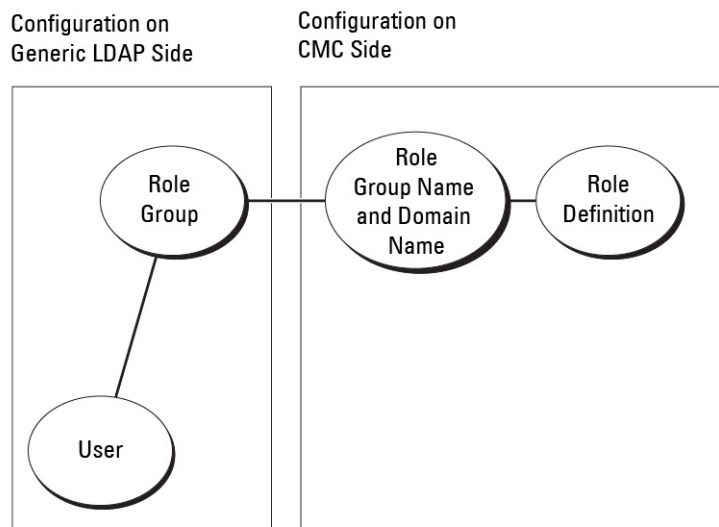 Configuration on
Generic LDAP Side
Configuration on
CMC Side
Role
Group
Role
Group Name
and Domain
Name
Role
Definition
User